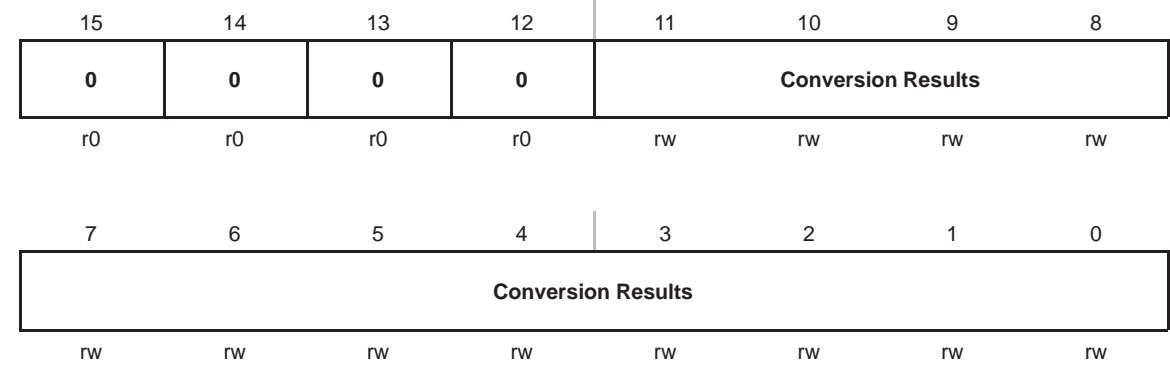 15 14 13 12 11 10 9 8
0 0 0 0 Conversion Results
r0 r0 r0 r0 rw rw rw rw
7 6 5 4 3 2 1 0
Conversion Results
rw rw rw rw rw rw rw rw